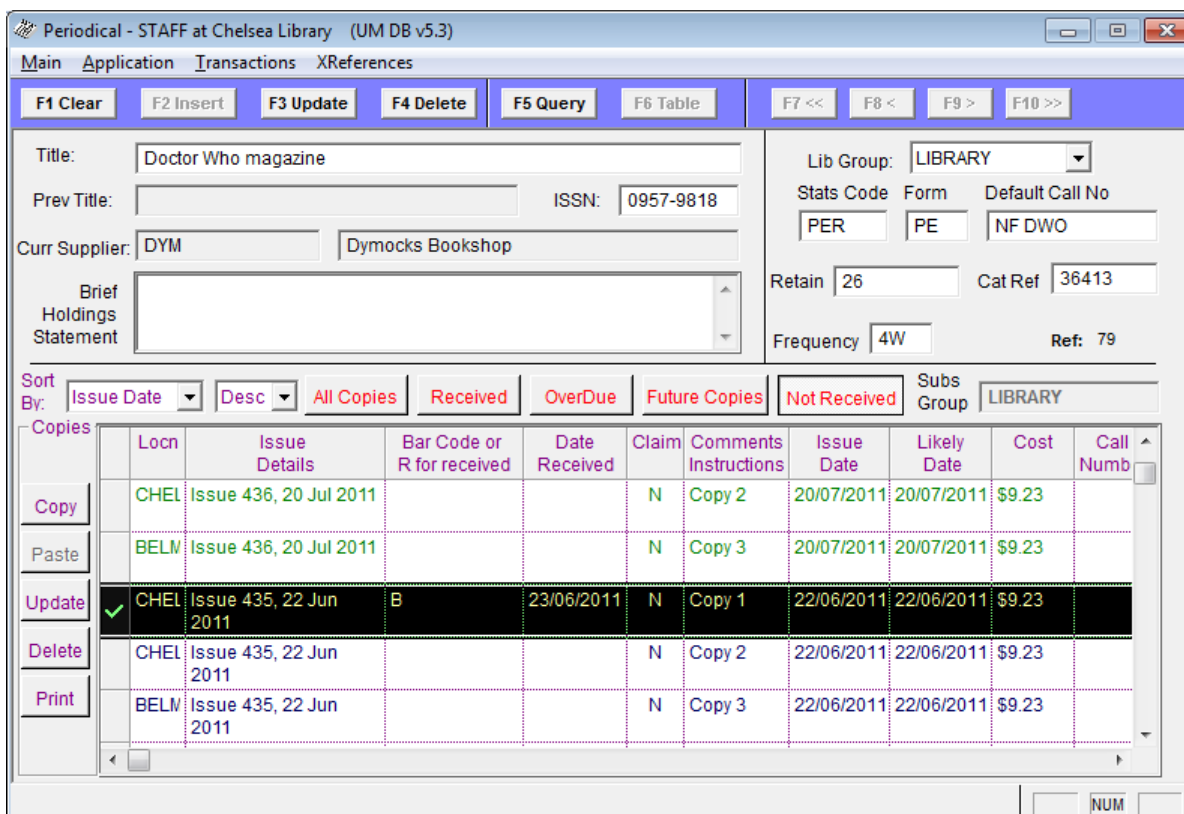 Periodical - STAFF at Chelsea Library (UM DB v5.3)
Main Application Transactions XReferences
F1 Clear F2 Insert F3 Update F4 Delete F5 Query F6 Table F7 << F8 < F9 > F10 >>
Title: Doctor Who magazine
Lib Group: LIBRARY
Prev Title: ISSN: 0957-9818
Stats Code Form Default Call No
PER PE NF DWO
Curr Supplier: DYM Dymocks Bookshop
Brief
Holdings
Statement
Retain 26 Cat Ref 36413
Frequency 4W Ref: 79
Sort
By: Issue Date Desc All Copies Received OverDue Future Copies Not Received
Subs
Group LIBRARY
Copies
Locn Issue Bar Code or Date Claim Comments Issue Likely Cost Call
Details R for received Received Instructions Date Date Numb
CHEL Issue 436, 20 Jul 2011 N Copy 2 20/07/2011 20/07/2011 $9.23
Copy
BELM Issue 436, 20 Jul 2011 N Copy 3 20/07/2011 20/07/2011 $9.23
Paste
Update CHEL Issue 435, 22 Jun B 23/06/2011 N Copy 1 22/06/2011 22/06/2011 $9.23
2011
Delete CHEL Issue 435, 22 Jun N Copy 2 22/06/2011 22/06/2011 $9.23
2011
Print BELM Issue 435, 22 Jun N Copy 3 22/06/2011 22/06/2011 $9.23
2011
NUM